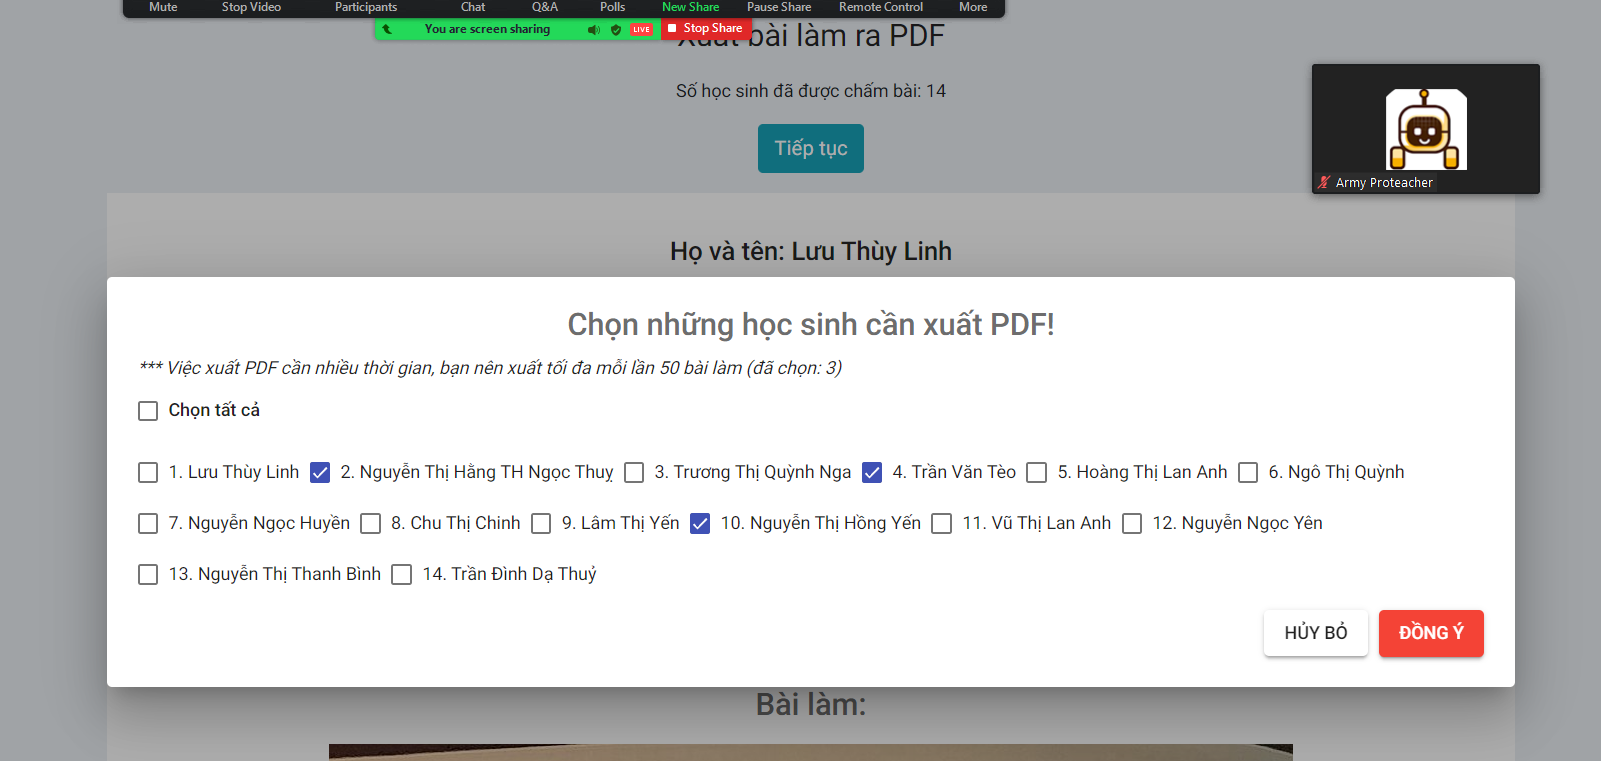 Mute Stop Video Participants Chat Q&A Polls New Share Pause Share Remote Control More
You are screen sharing LIVE Stop Share
Xuất bài làm ra PDF
Số học sinh đã được chấm bài: 14
Tiếp tục
Army Proteacher
Họ và tên: Lưu Thùy Linh
Chọn những học sinh cần xuất PDF!
*** Việc xuất PDF cần nhiều thời gian, bạn nên xuất tối đa mỗi lần 50 bài làm (đã chọn: 3)
Chọn tất cả
1. Lưu Thùy Linh 2. Nguyễn Thị Hằng TH Ngọc Thuỵ 3. Trương Thị Quỳnh Nga 4. Trần Văn Tèo 5. Hoàng Thị Lan Anh 6. Ngô Thị Quỳnh
7. Nguyễn Ngọc Huyền 8. Chu Thị Chinh 9. Lâm Thị Yến 10. Nguyễn Thị Hồng Yến 11. Vũ Thị Lan Anh 12. Nguyễn Ngọc Yên
13. Nguyễn Thị Thanh Bình 14. Trần Đình Dạ Thuỷ
HỦY BỎ ĐỒNG Ý
Bài làm: